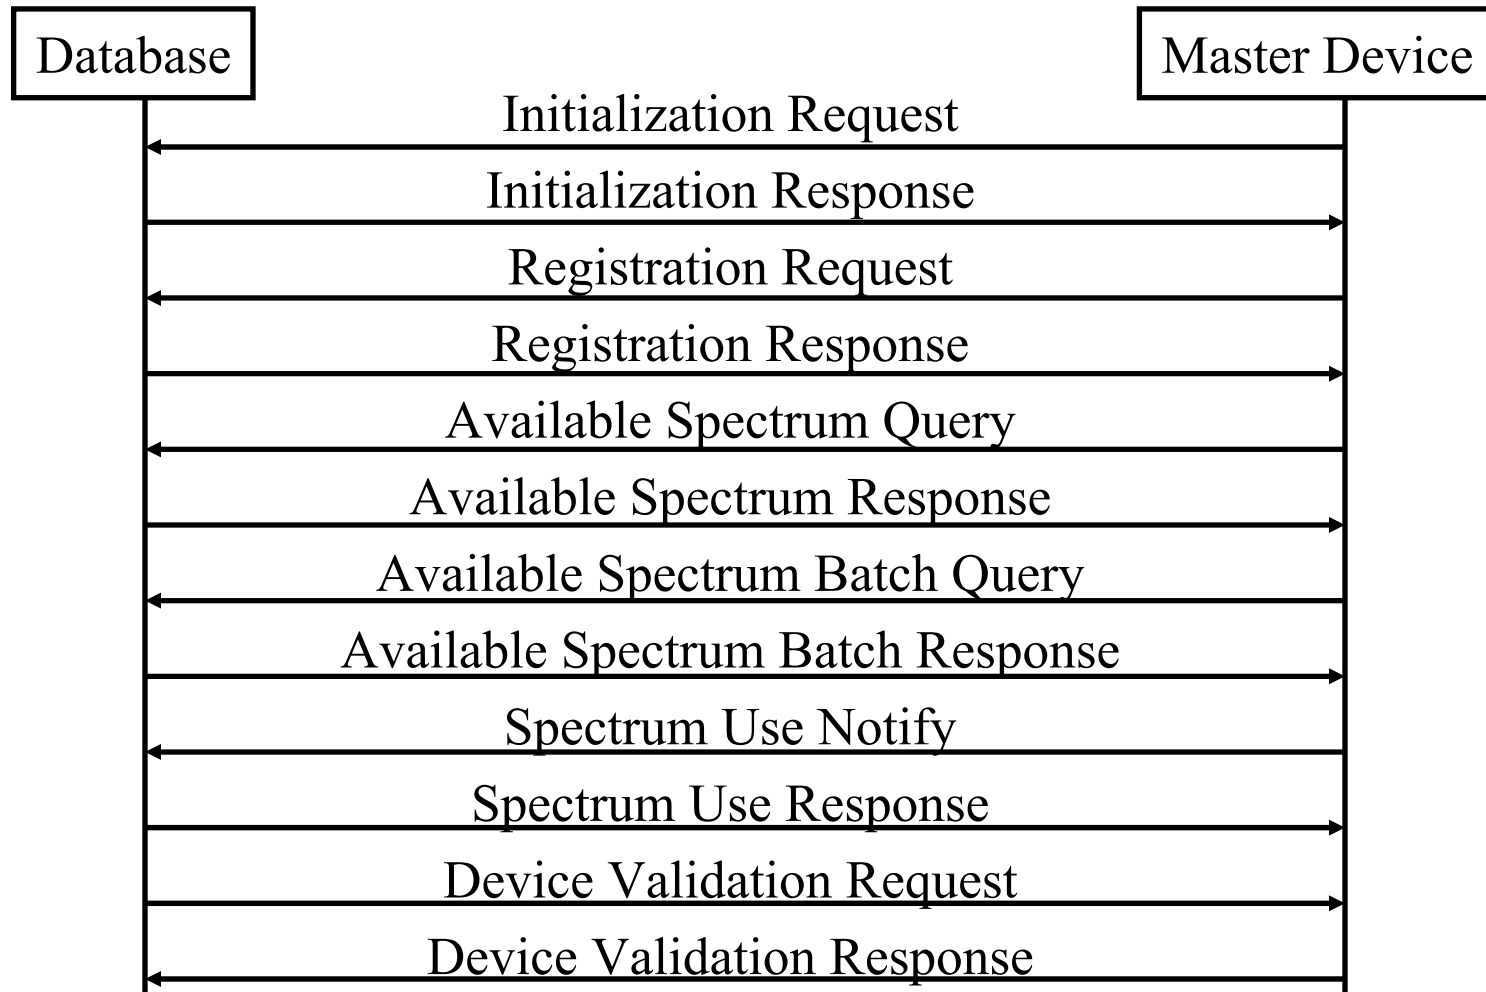 Database
Master Device
Initialization Request
Initialization Response
Registration Request
Registration Response
Available Spectrum Query
Available Spectrum Response
Available Spectrum Batch Query
Available Spectrum Batch Response
Spectrum Use Notify
Spectrum Use Response
Device Validation Request
Device Validation Response